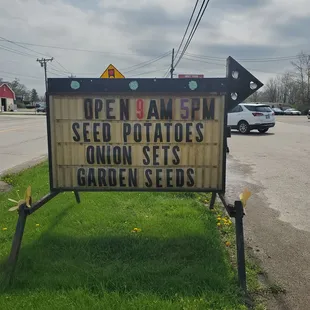 OPEN 9AM 5PM
SEED POTATOES
ONION SETS
GARDEN SEEDS